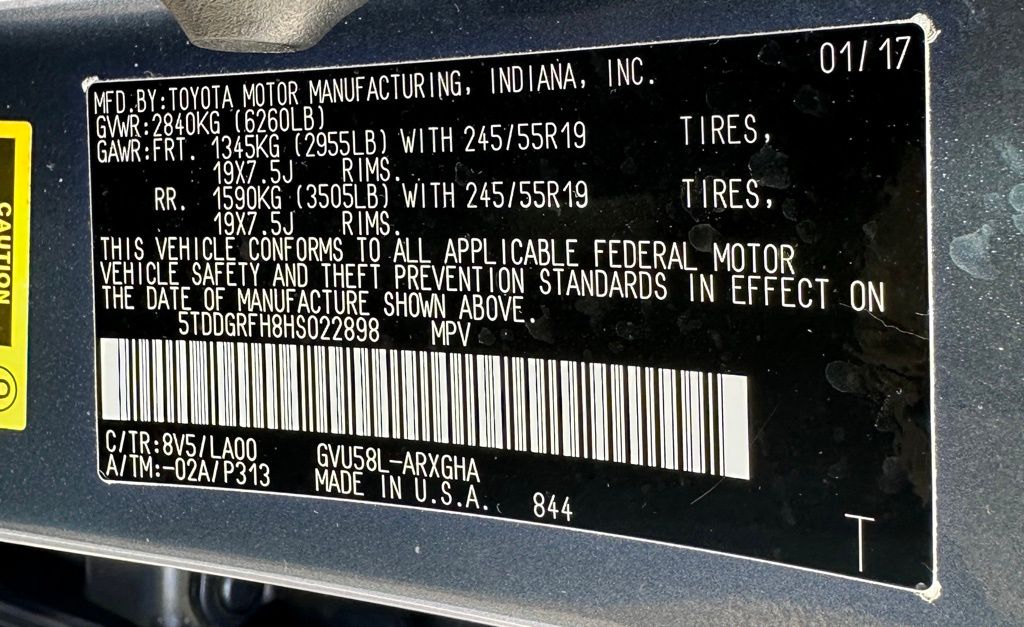 01/17
MFD.BY:TOYOTA MOTOR MANUFACTURING, INDIANA, INC.
GVWR:2840KG (6260LB)
GAWR:FRT. 1345KG (2955LB) WITH 245/55R19 TIRES,
19X7.5J RIMS.
RR. 1590KG (3505LB) WITH 245/55R19 TIRES,
19X7.5J RIMS.
THIS VEHICLE CONFORMS TO ALL APPLICABLE FEDERAL MOTOR
VEHICLE SAFETY AND THEFT PREVENTION STANDARDS IN EFFECT ON
THE DATE OF MANUFACTURE SHOWN ABOVE.
5TDDGRFH8HS022898 MPV
C/TR:8V5/LA00 GVU58L-ARXGHA
A/TM:-02A/P313 MADE IN U.S.A. 844
T
CAUTION